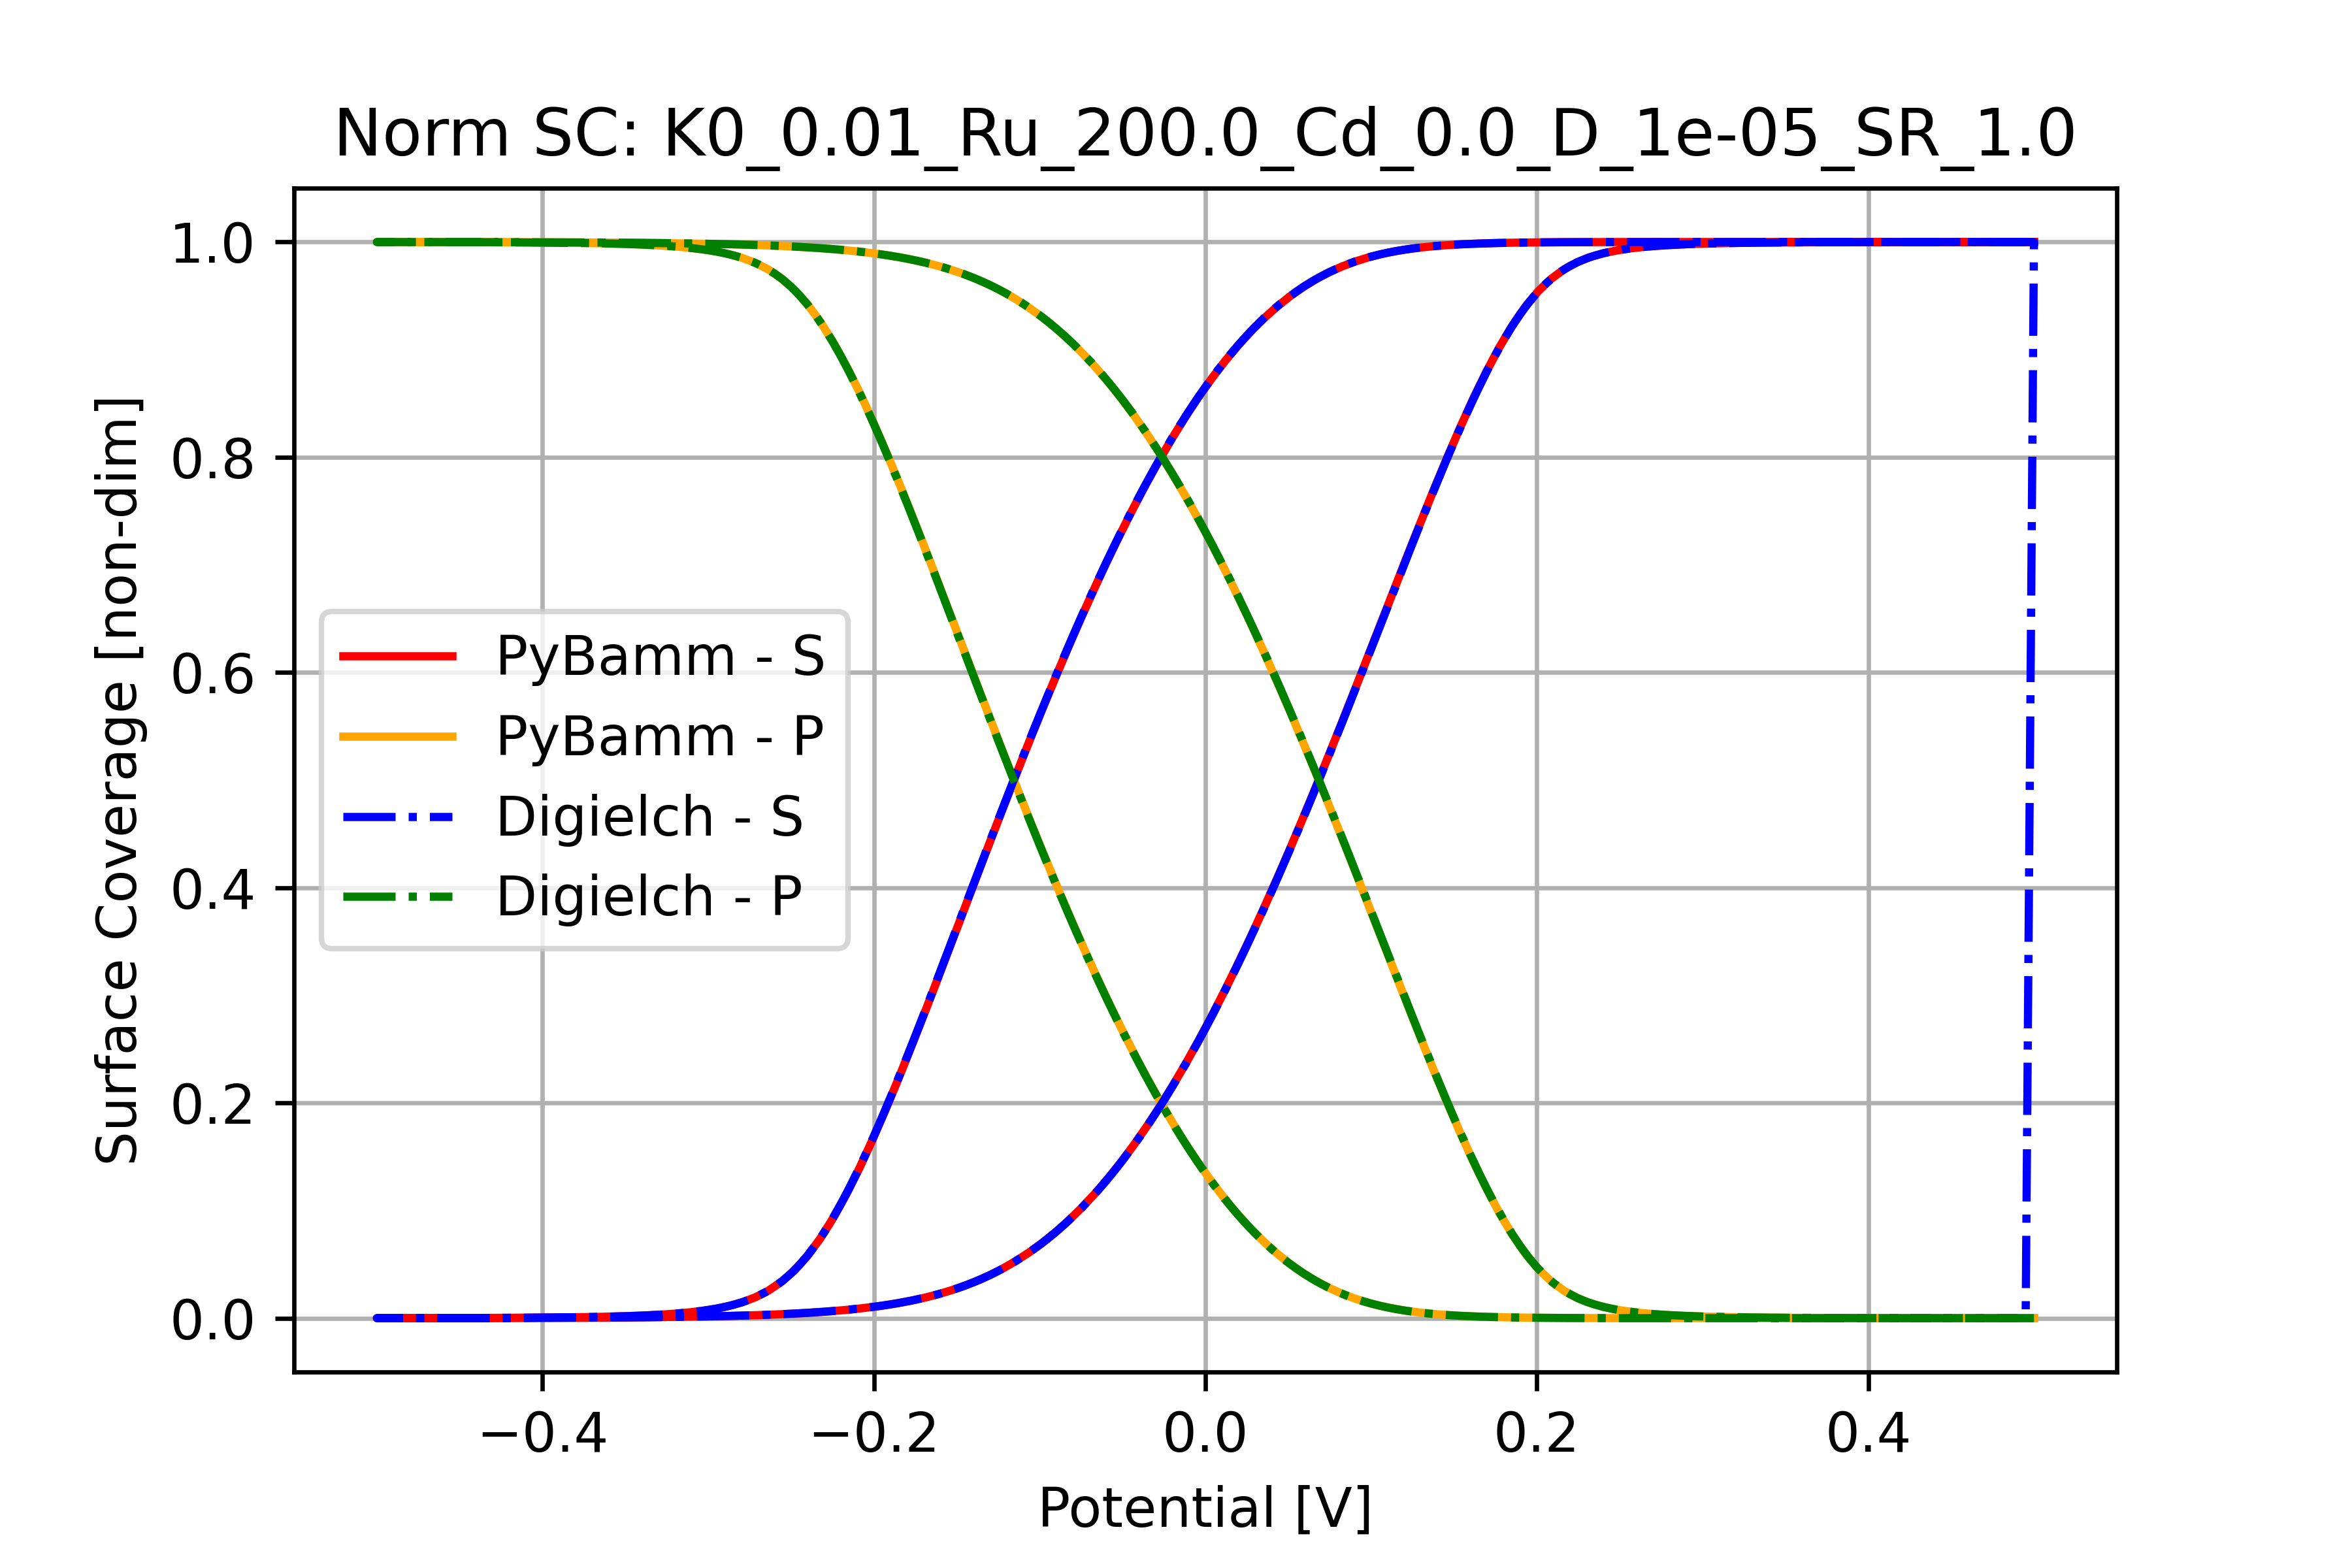 Norm SC: K0_0.01_Ru_200.0_Cd_0.0_D_1e-05_SR_1.0
Surface Coverage [non-dim]
1.0
0.8
0.6
0.4
0.2
0.0
PyBamm - S
PyBamm - P
Digielch - S
Digielch - P
−0.4
−0.2
0.0
0.2
0.4
Potential [V]